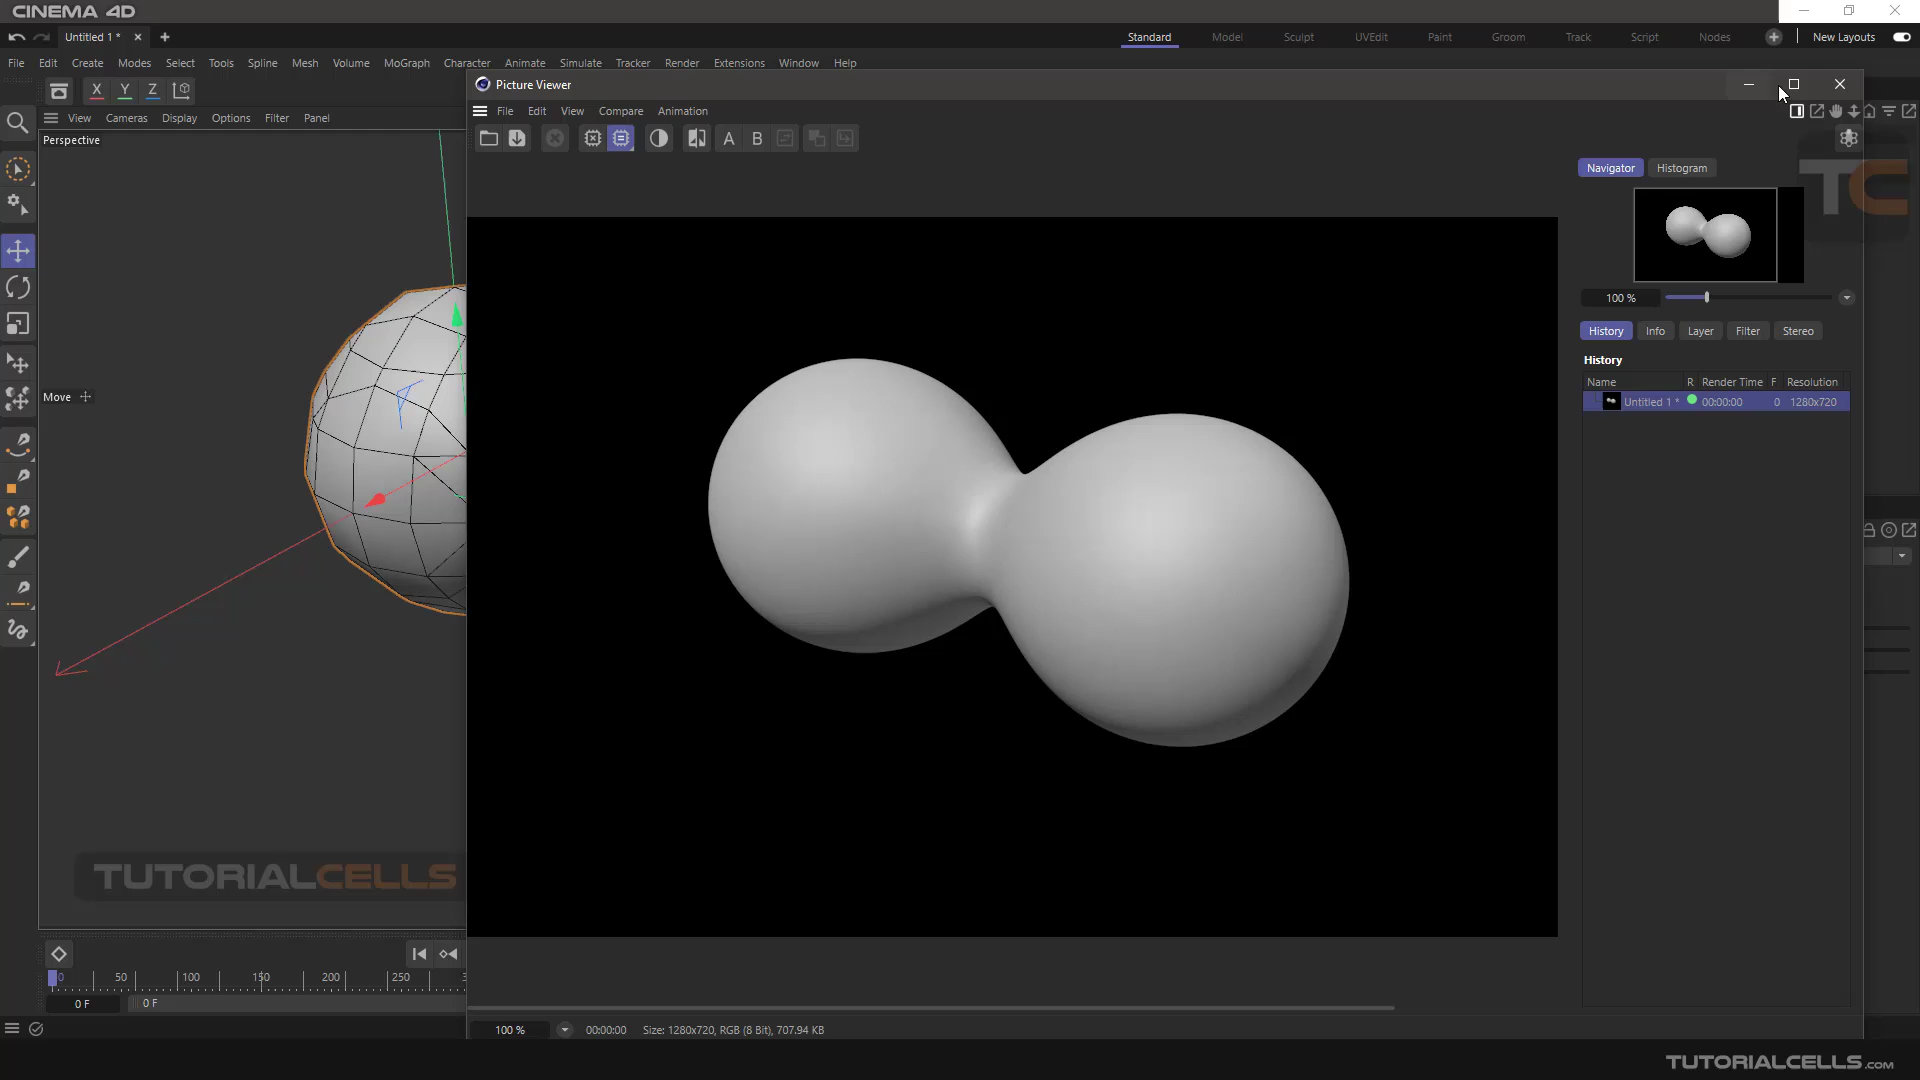 CINEMA 4D
Untitled 1 *
Standard Model Sculpt UVEdit Paint Groom Track Script Nodes New Layouts
File Edit Create Modes Select Tools Spline Mesh Volume MoGraph Character Animate Simulate Tracker Render Extensions Window Help
Picture Viewer
X Y Z
File Edit View Compare Animation
View Cameras Display Options Filter Panel
A B
Perspective
Navigator Histogram
TC
100 %
History Info Layer Filter Stereo
History
Name R Render Time F Resolution
Untitled 1 * 00:00:00 0 1280x720
Move
TUTORIALCELLS
0 50 100 150 200 250
0 F 0 F
100 % 00:00:00 Size: 1280x720, RGB (8 Bit), 707.94 KB
TUTORIALCELLS.com